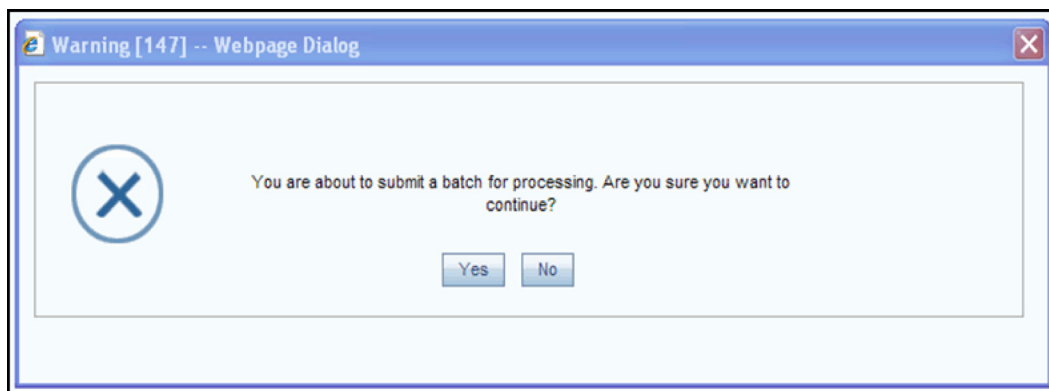 Warning [147] -- Webpage Dialog
You are about to submit a batch for processing. Are you sure you want to
continue?
Yes No